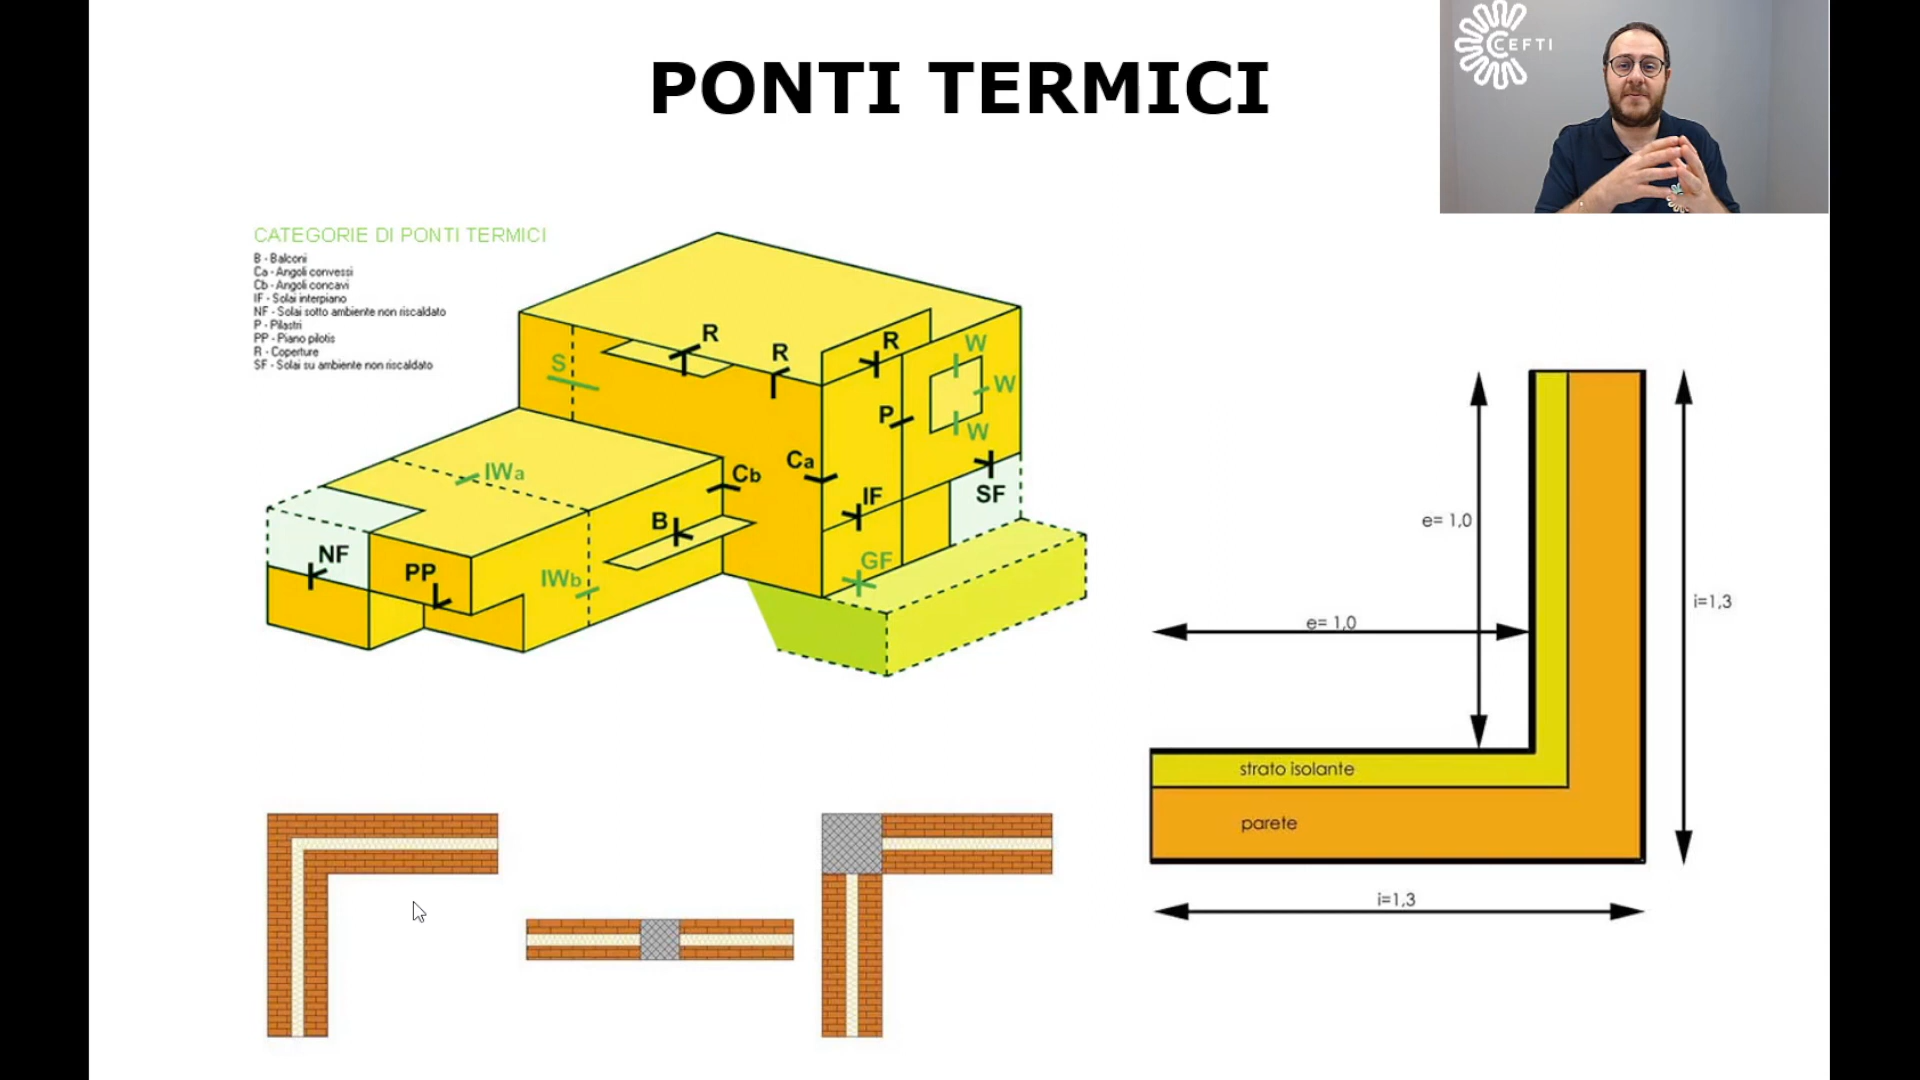 PONTI TERMICI
CEFTI
CATEGORIE DI PONTI TERMICI
B - Balconi
Ca - Angoli convessi
Cb - Angoli concavi
IF - Solai interpiano
NF - Solai sotto ambiente non riscaldato
P - Pilastri
PP - Piano pilotis
R - Coperture
SF - Solai su ambiente non riscaldato
R
R
R
W
S
W
P
W
Ca
IWa
Cb
IF
SF
B
NF
GF
PP
IWb
e= 1,0
i=1,3
e= 1,0
strato isolante
parete
i=1,3